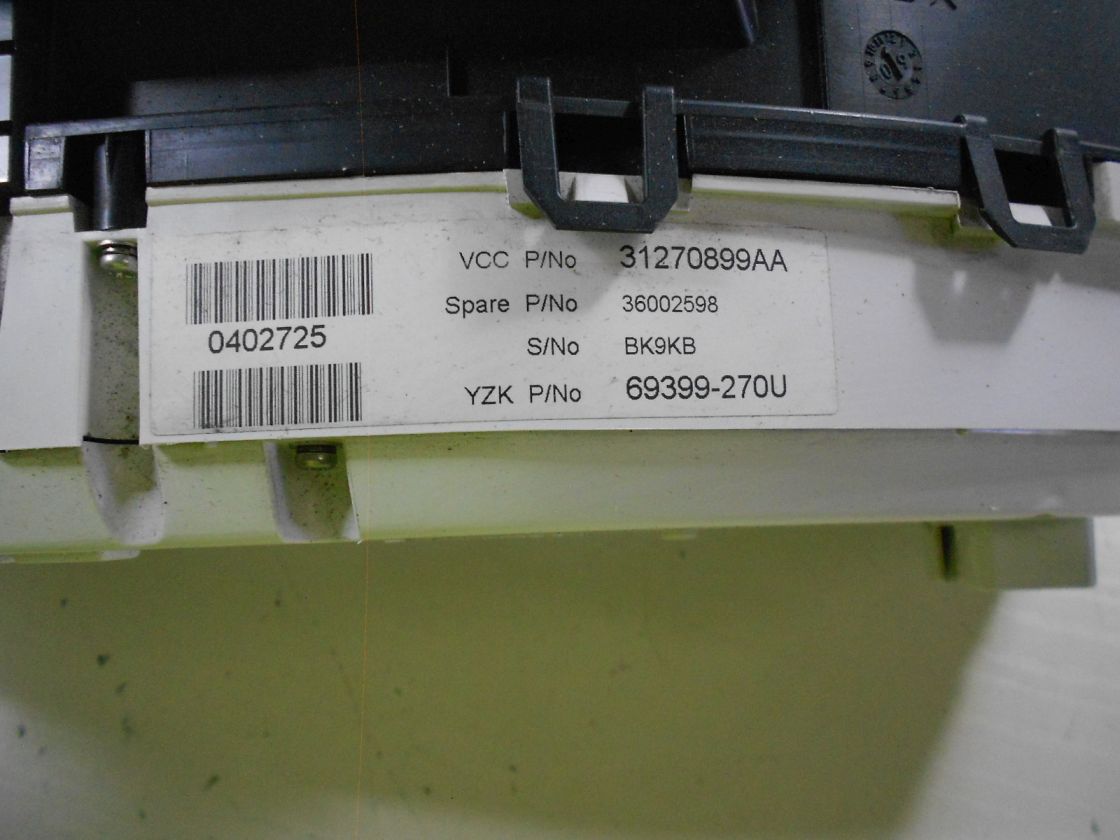 VCC P/No 31270899AA
Spare P/No 36002598
0402725
S/No BK9KB
YZK P/No 69399-270U